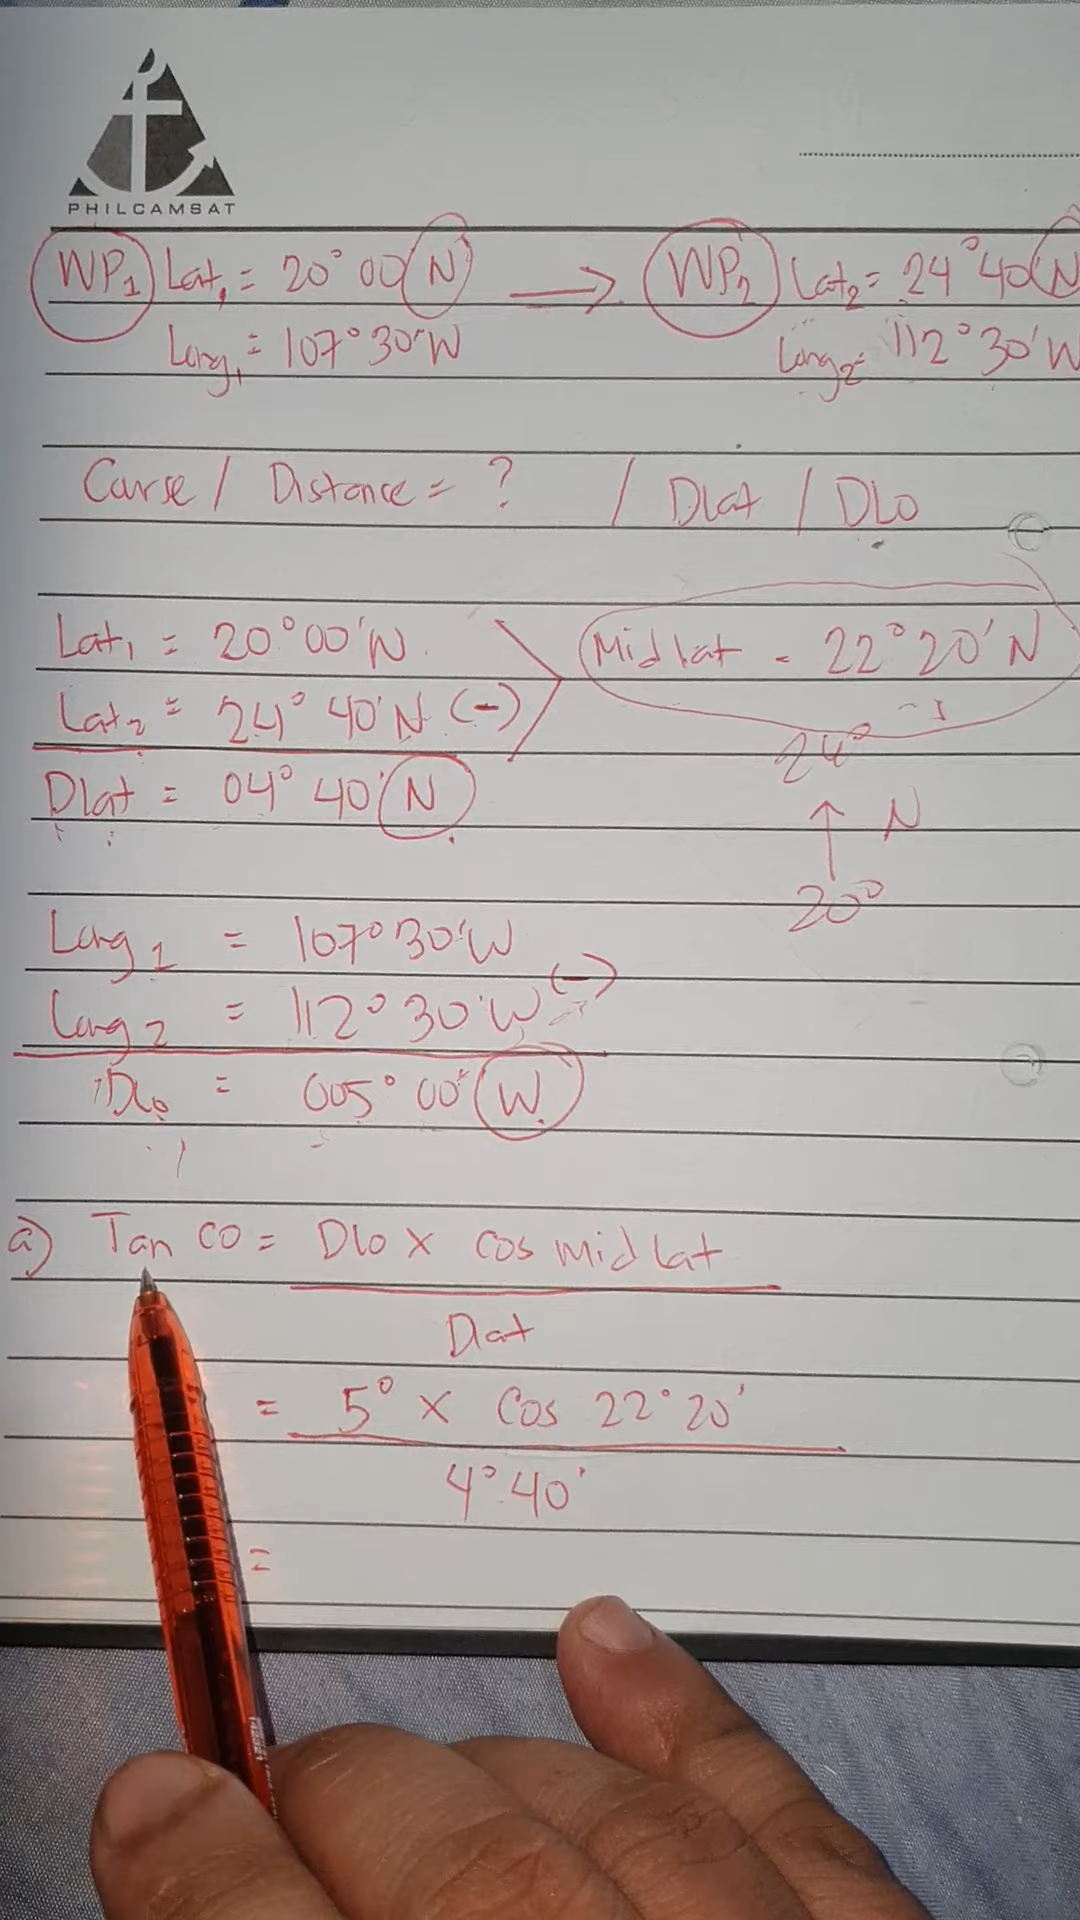 PHILCAMSAT
WP₁ Lat₁ = 20° 00 N → WP₂ Lat₂ = 24° 40 N
Long₁ = 107° 30' W Long₂ = 112° 30' W
Course / Distance = ? / Dlat / DLo
Lat₁ = 20° 00' N Mid lat = 22° 20' N
Lat₂ = 24° 40' N (-)
24°
Dlat = 04° 40' N
↑ N
20°
Long 1 = 107° 30' W
(-)
Long 2 = 112° 30' W
Dlo = 005° 00' W
a) Tan CO = Dlo x cos mid lat
Dlat
= 5° x Cos 22° 20'
4° 40'
=